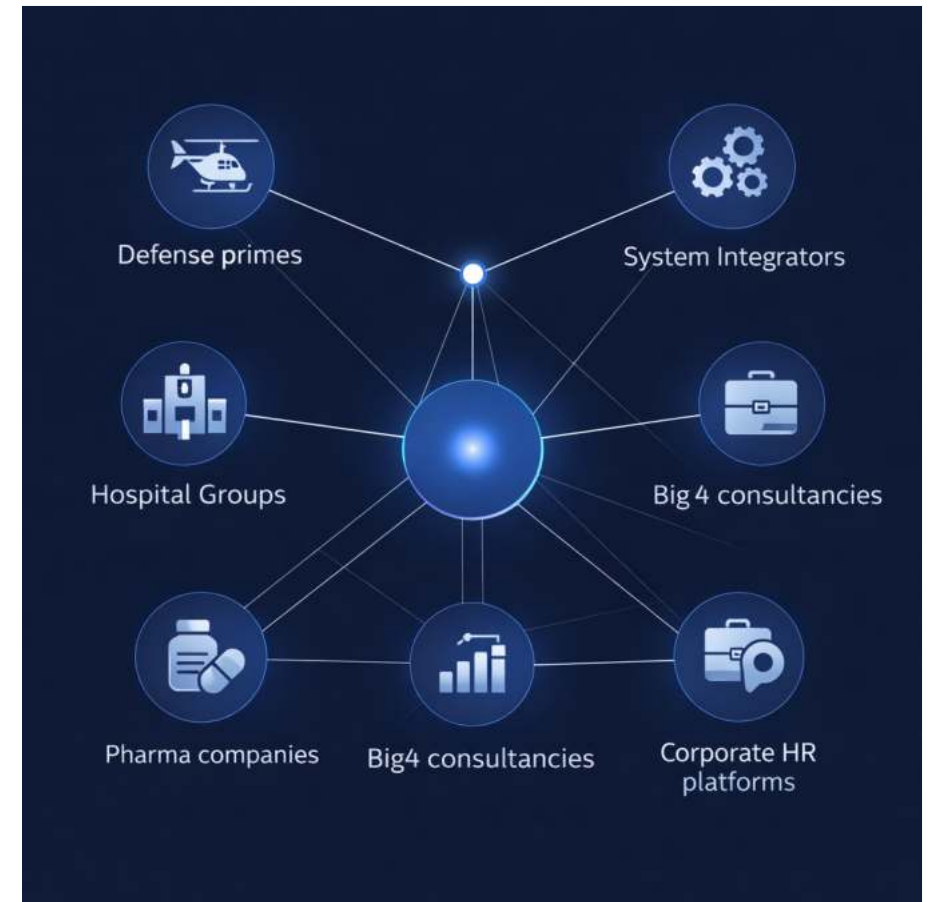 Defense primes
System Integrators
Hospital Groups
Big 4 consultancies
Pharma companies
Big4 consultancies
Corporate HR
platforms